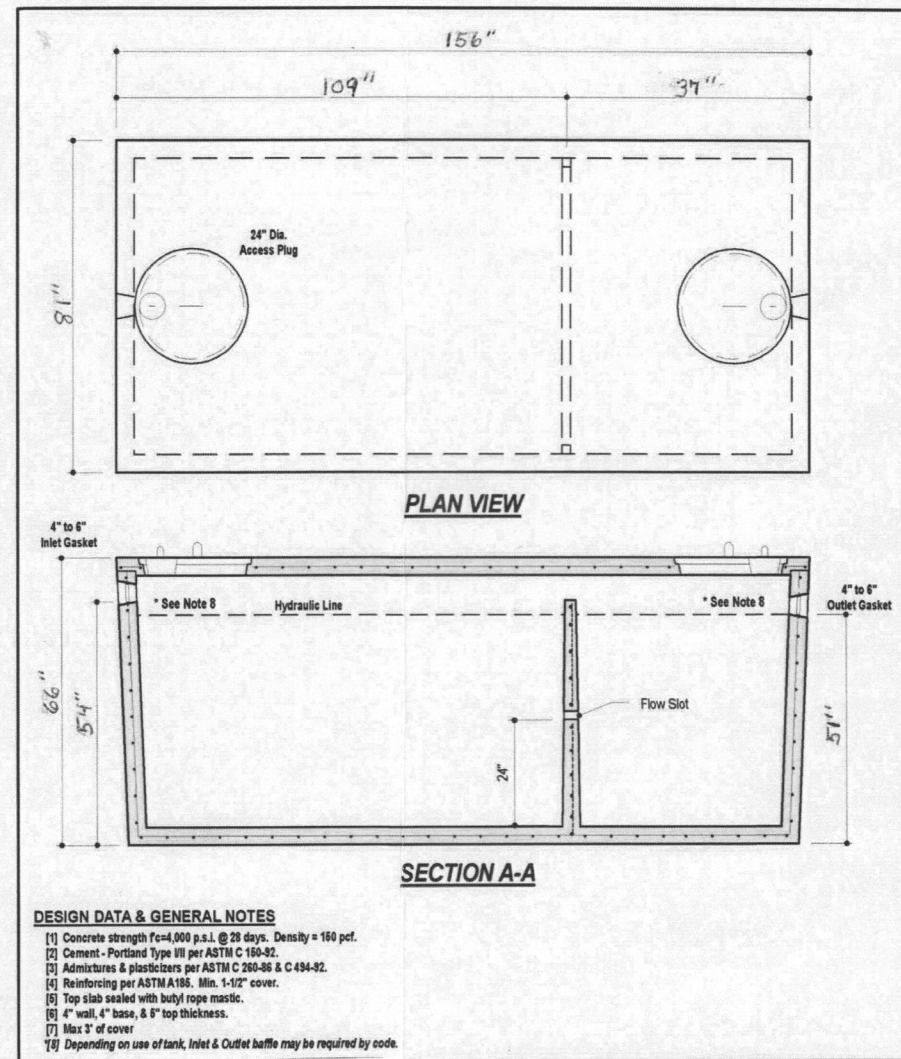 156"
109"
37"
81"
24" Dia.
Access Plug
PLAN VIEW
4" to 6"
Inlet Gasket
* See Note 8
Hydraulic Line
* See Note 8
4" to 6"
Outlet Gasket
66"
54"
Flow Slot
24"
51"
SECTION A-A
DESIGN DATA & GENERAL NOTES
[1] Concrete strength f'c=4,000 p.s.i. @ 28 days. Density = 150 pcf.
[2] Cement - Portland Type I/II per ASTM C 150-92.
[3] Admixtures & plasticizers per ASTM C 260-86 & C 494-92.
[4] Reinforcing per ASTM A185. Min. 1-1/2" cover.
[5] Top slab sealed with butyl rope mastic.
[6] 4" wall, 4" base, & 5" top thickness.
[7] Max 3' of cover
*[8] Depending on use of tank, Inlet & Outlet baffle may be required by code.